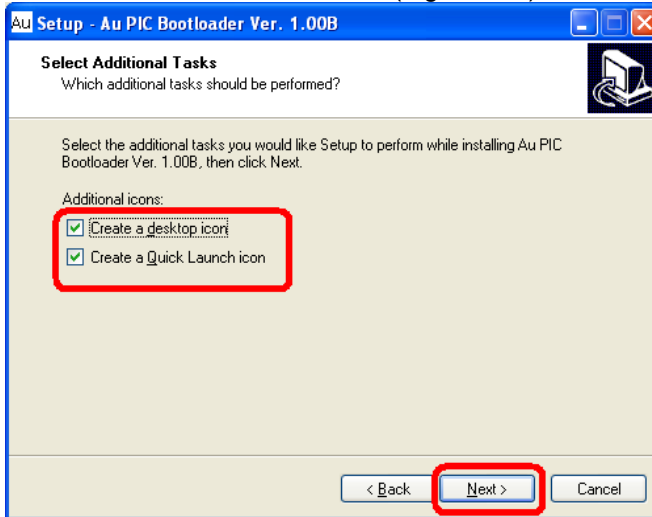 Au Setup - Au PIC Bootloader Ver. 1.00B
Select Additional Tasks
Which additional tasks should be performed?
Select the additional tasks you would like Setup to perform while installing Au PIC
Bootloader Ver. 1.00B, then click Next.
Additional icons:
Create a desktop icon
Create a Quick Launch icon
< Back Next > Cancel